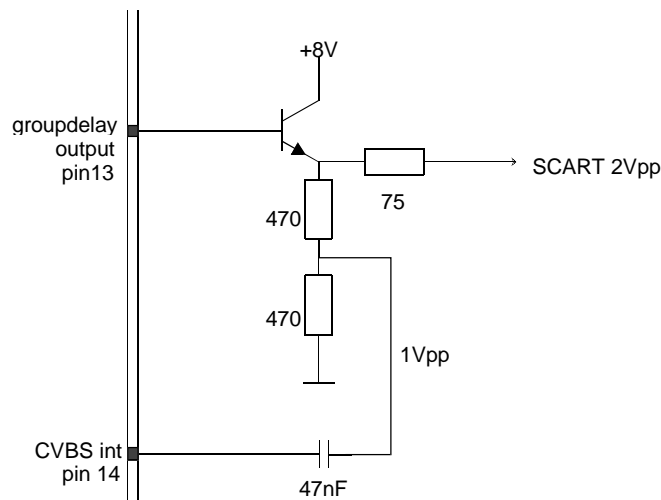 +8V
groupdelay
output
pin13
SCART 2Vpp
75
470
470
1Vpp
CVBS int
pin 14
47nF